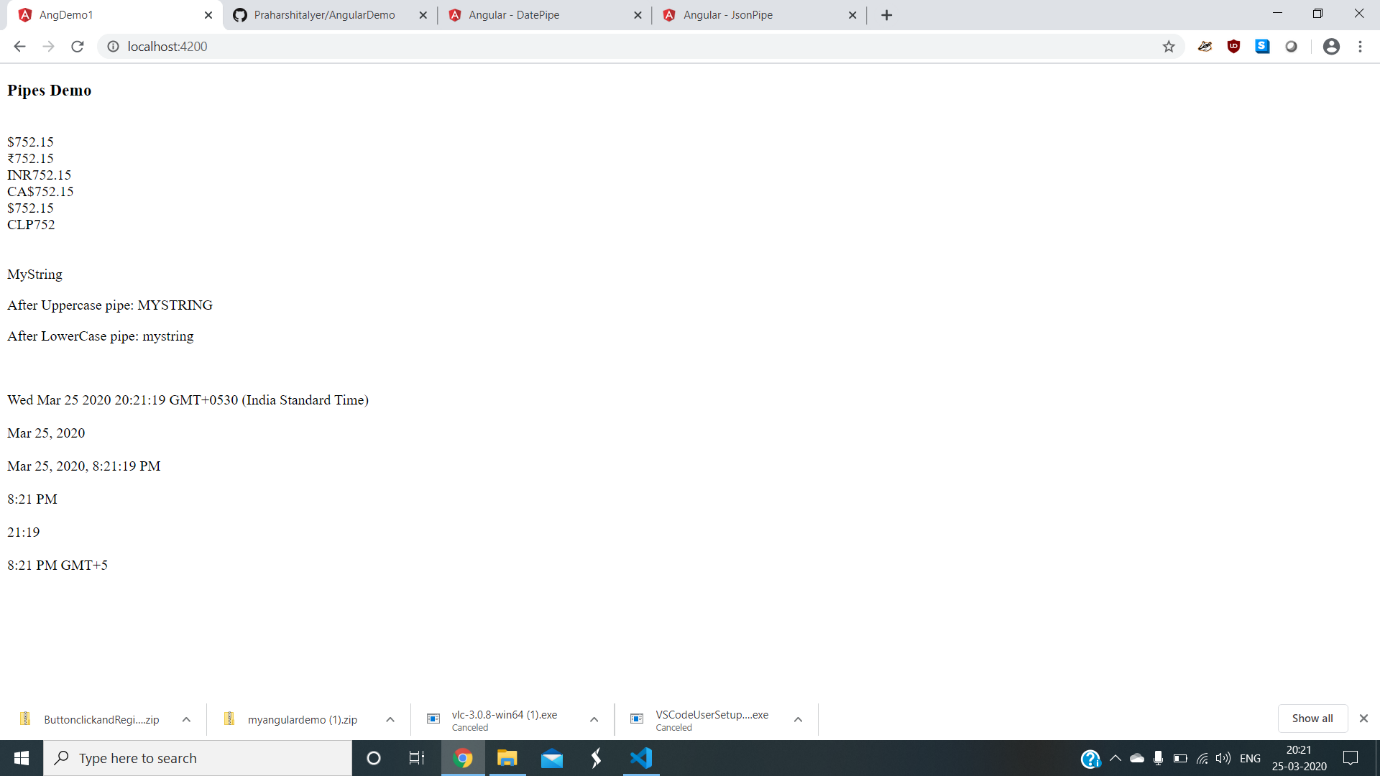 AngDemo1
PraharshitaIyer/AngularDemo
Angular - DatePipe
Angular - JsonPipe
localhost:4200
Pipes Demo
$752.15
₹752.15
INR752.15
CA$752.15
$752.15
CLP752
MyString
After Uppercase pipe: MYSTRING
After LowerCase pipe: mystring
Wed Mar 25 2020 20:21:19 GMT+0530 (India Standard Time)
Mar 25, 2020
Mar 25, 2020, 8:21:19 PM
8:21 PM
21:19
8:21 PM GMT+5
ButtonclickandRegi....zip
myangulardemo (1).zip
vlc-3.0.8-win64 (1).exe
Canceled
VSCodeUserSetup....exe
Canceled
Show all
Type here to search
ENG
20:21
25-03-2020